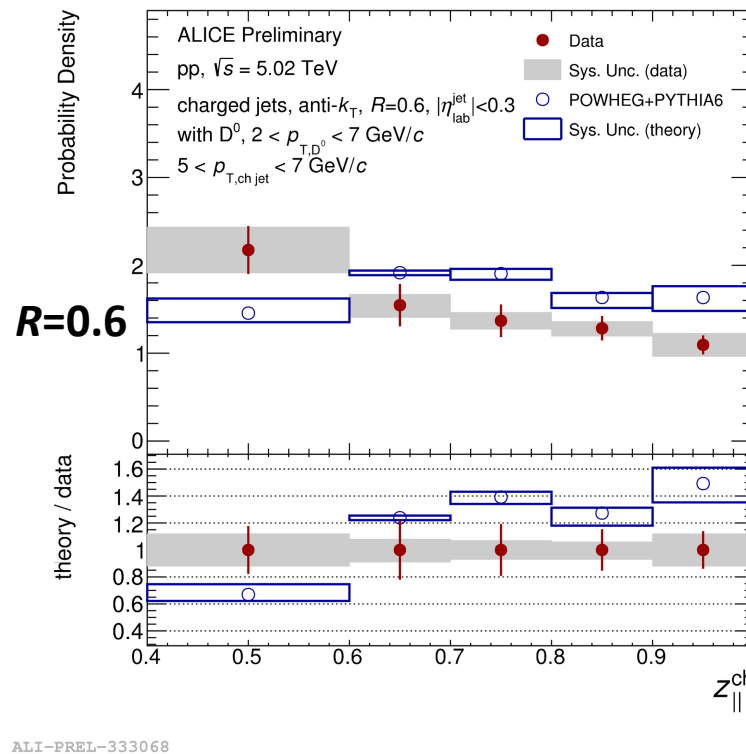 ALICE Preliminary
pp, √s = 5.02 TeV
charged jets, anti-kT, R=0.6, |ηlab^jet|<0.3
with D⁰, 2 < pT,D⁰ < 7 GeV/c
5 < pT,ch jet < 7 GeV/c
Data
Sys. Unc. (data)
POWHEG+PYTHIA6
Sys. Unc. (theory)
Probability Density
4
3
2
1
0
R=0.6
theory / data
1.6
1.4
1.2
1
0.8
0.6
0.4
0.4 0.5 0.6 0.7 0.8 0.9
z||^ch
ALI-PREL-333068